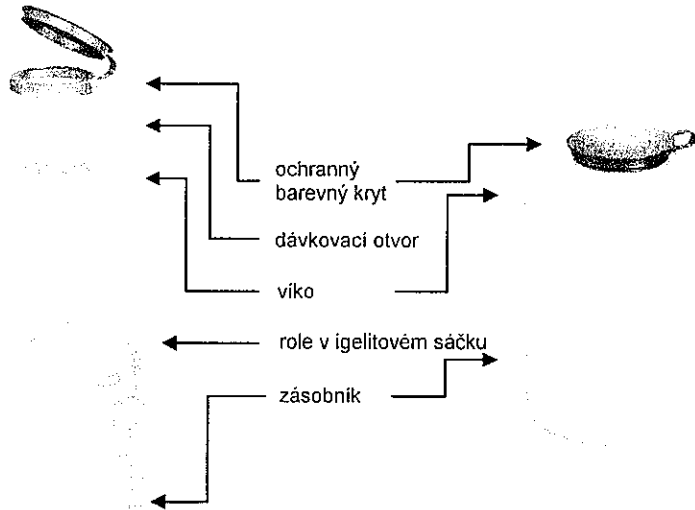 ochranný
barevný kryt
dávkovací otvor
víko
role v igelitovém sáčku
zásobník